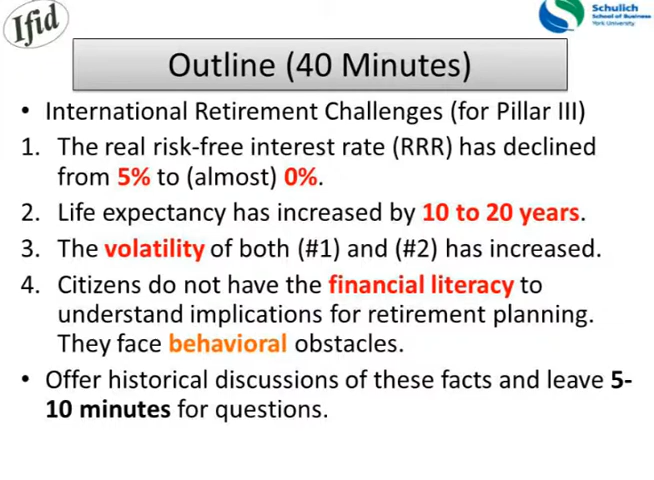 Ifid
Schulich
School of Business
York University
Outline (40 Minutes)
• International Retirement Challenges (for Pillar III)
1. The real risk-free interest rate (RRR) has declined
from 5% to (almost) 0%.
2. Life expectancy has increased by 10 to 20 years.
3. The volatility of both (#1) and (#2) has increased.
4. Citizens do not have the financial literacy to
understand implications for retirement planning.
They face behavioral obstacles.
• Offer historical discussions of these facts and leave 5-
10 minutes for questions.